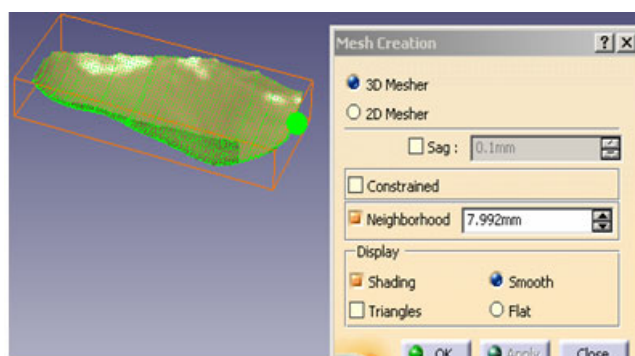 Mesh Creation
3D Mesher
2D Mesher
Sag : 0.1mm
Constrained
Neighborhood 7.992mm
Display
Shading Smooth
Triangles Flat
OK Apply Close